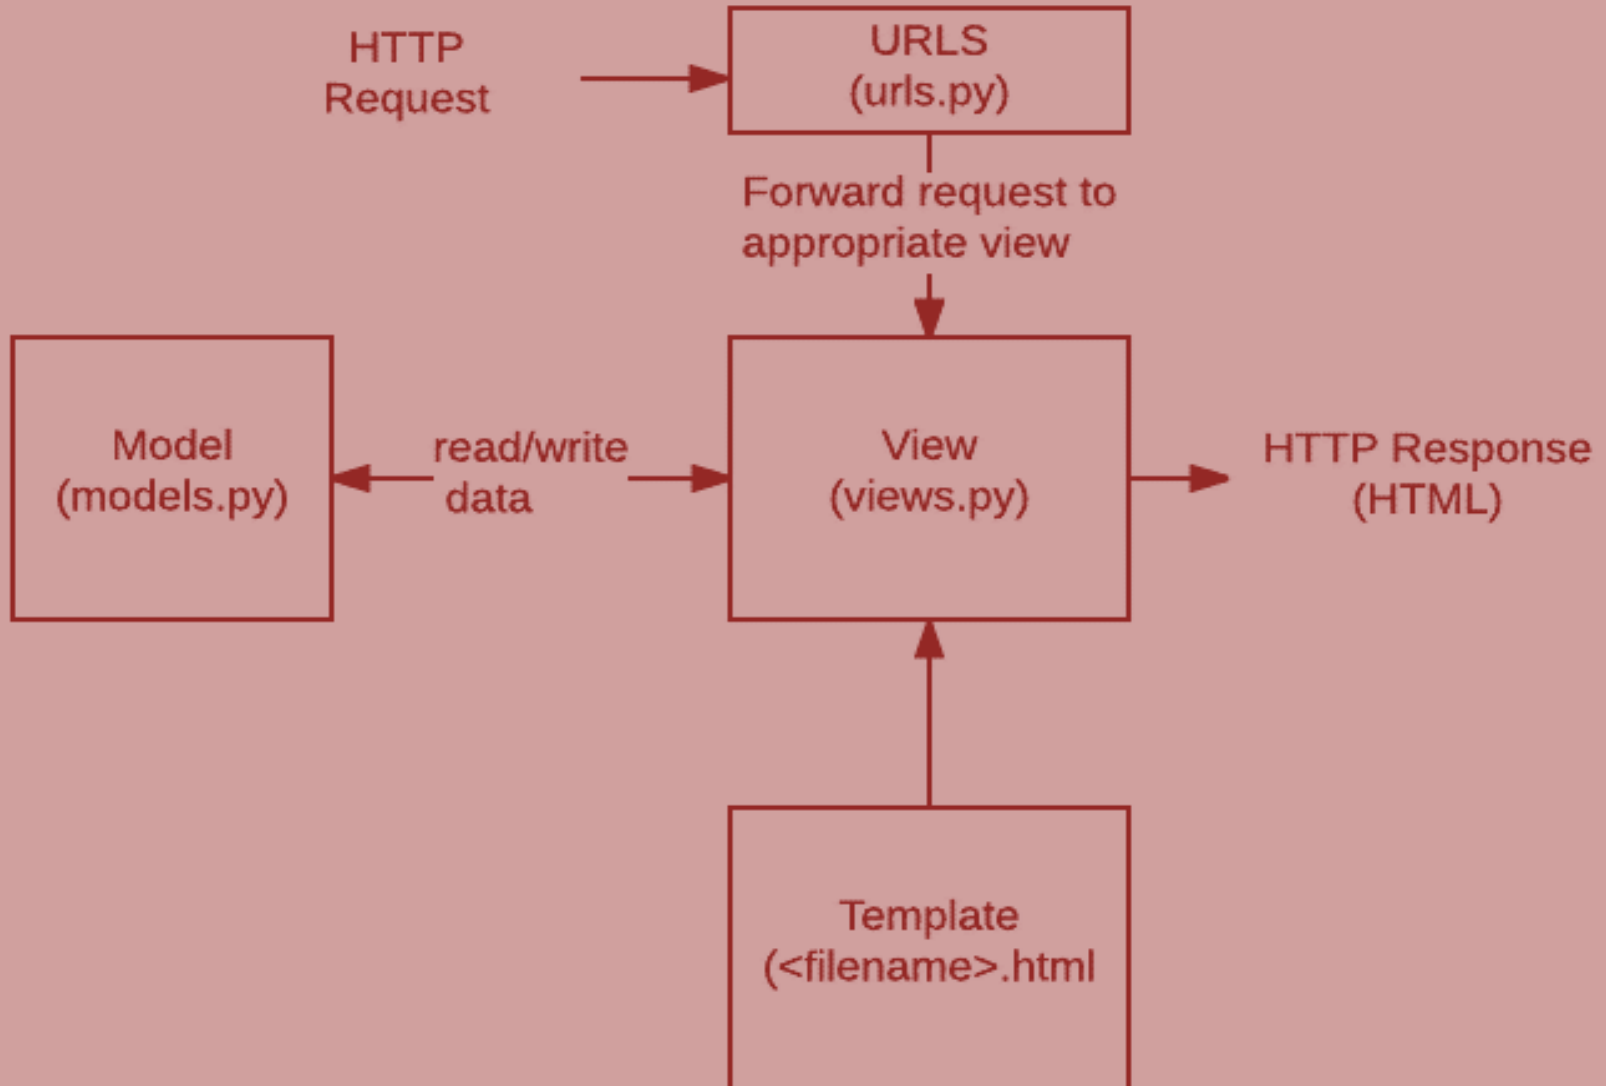 HTTP
Request
URLS
(urls.py)
Forward request to
appropriate view
Model
(models.py)
read/write
data
View
(views.py)
HTTP Response
(HTML)
Template
(<filename>.html